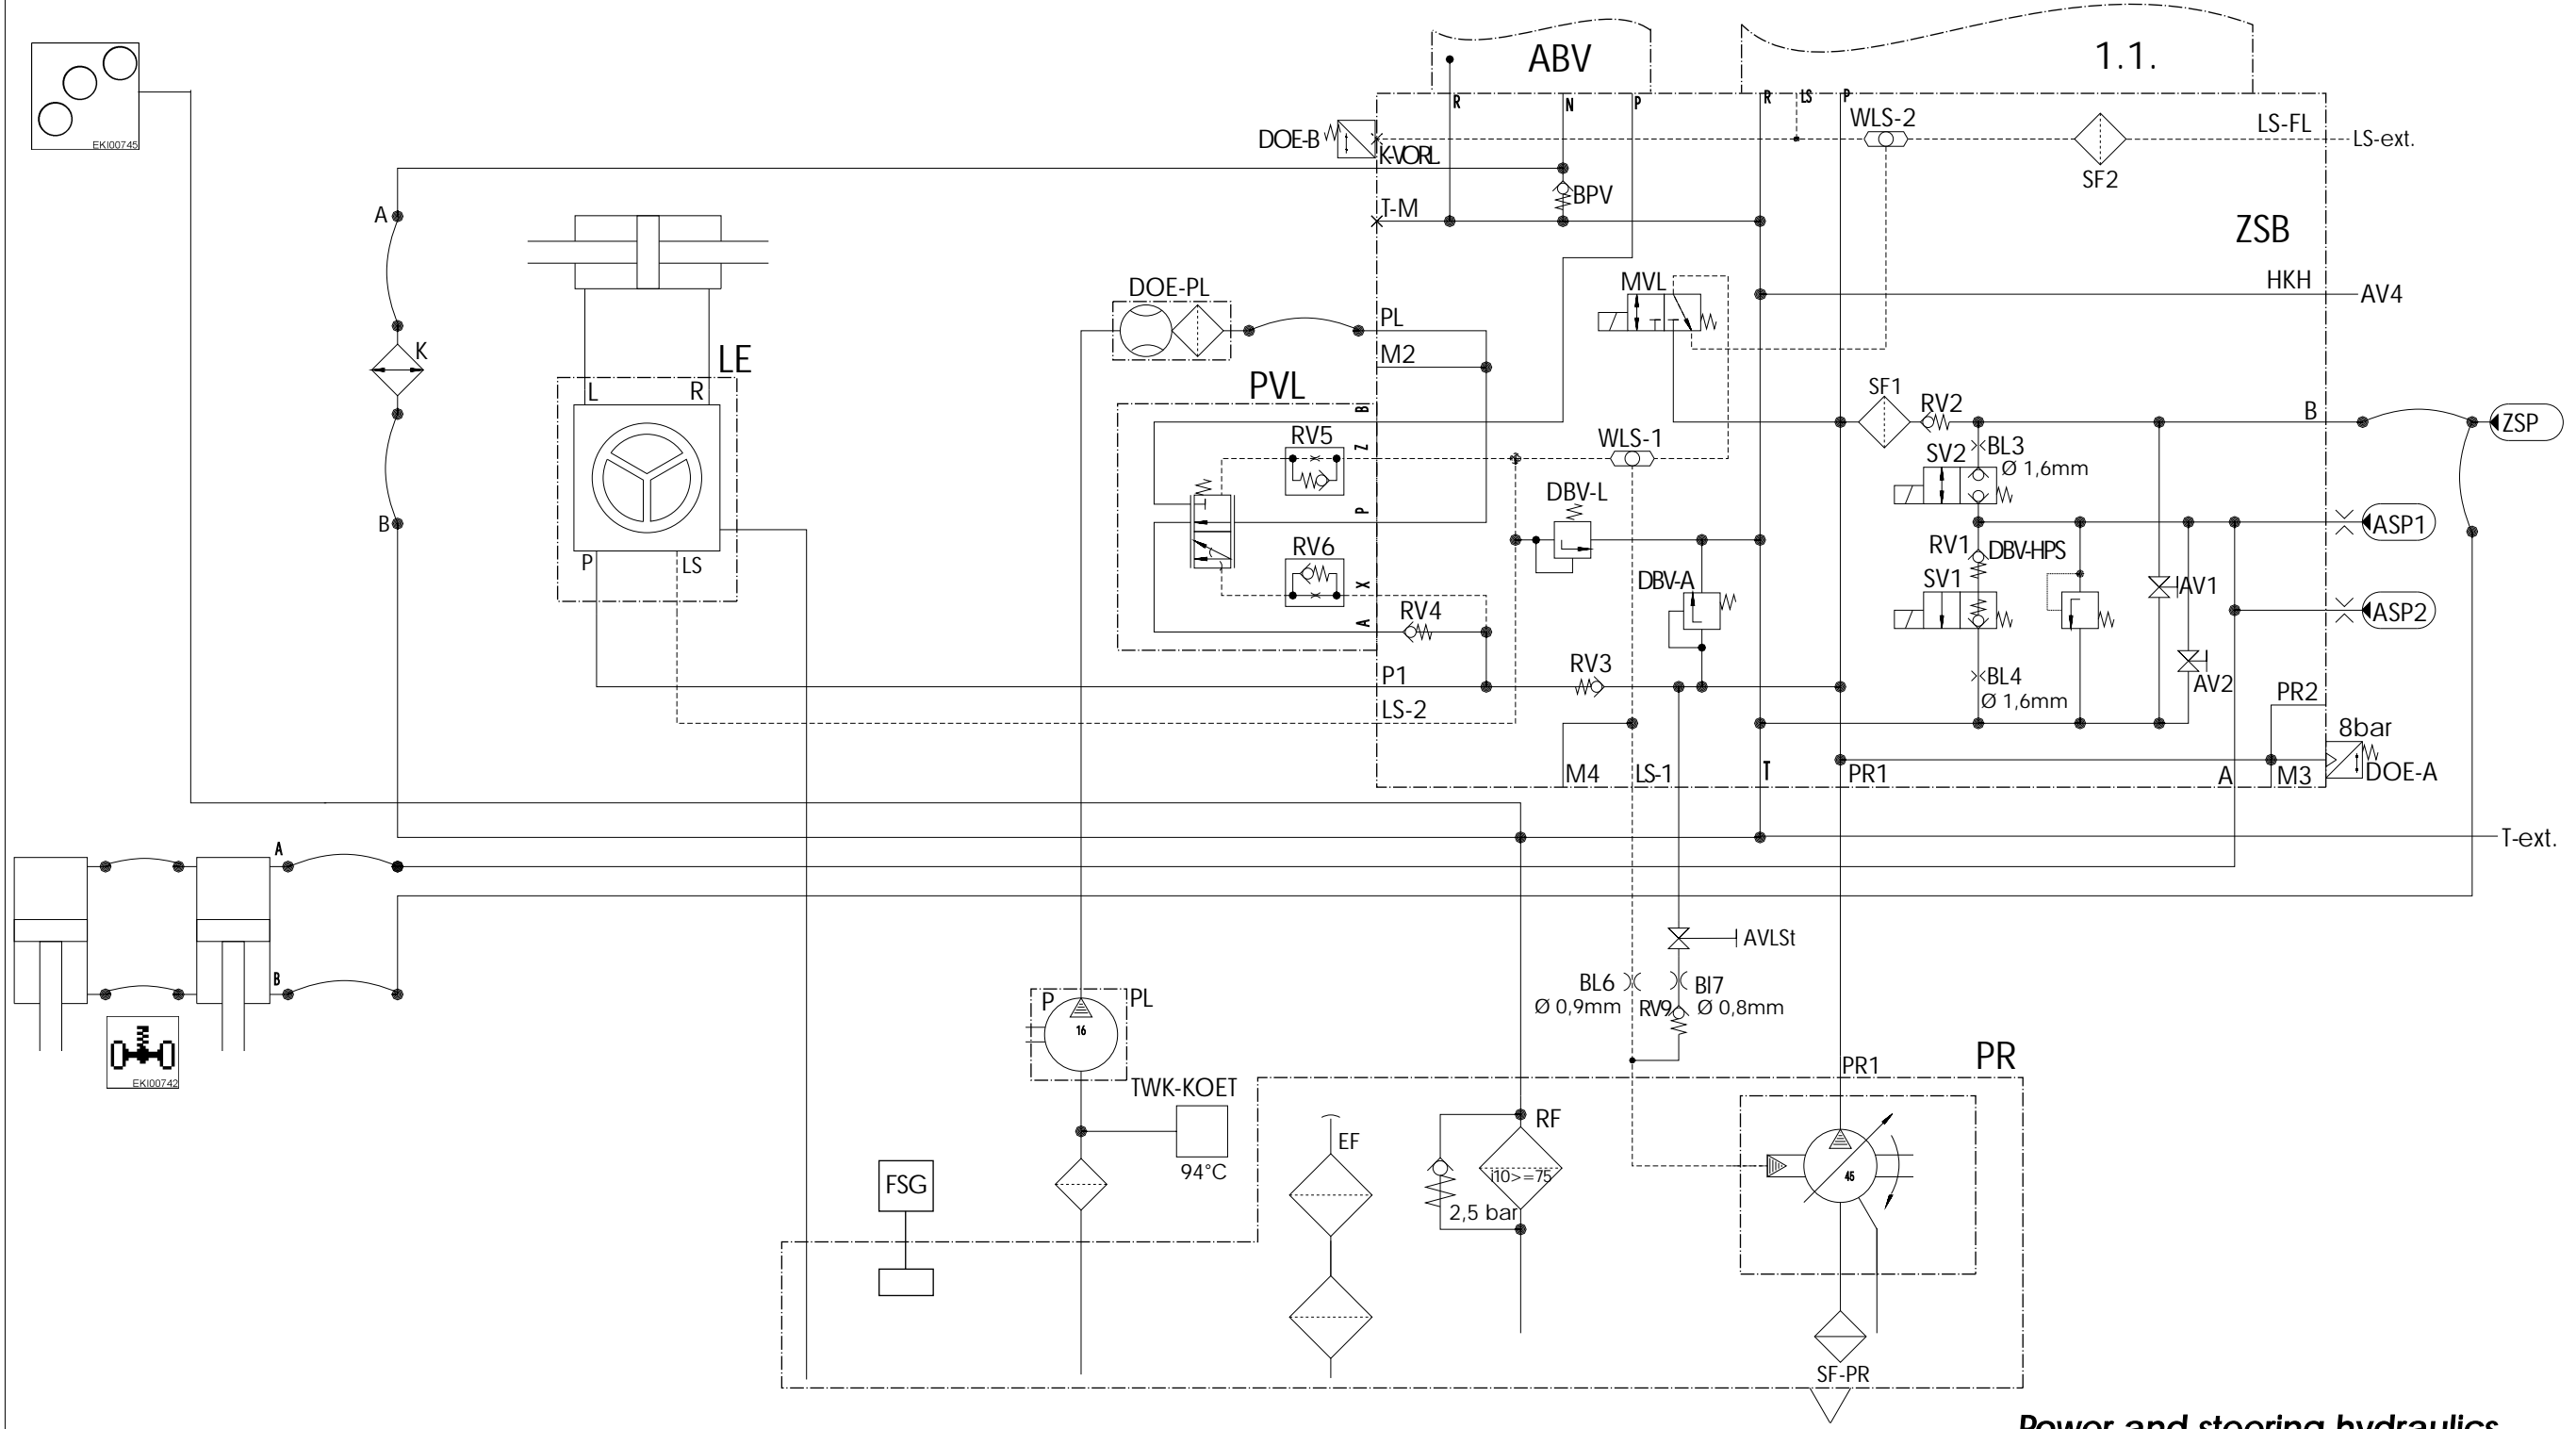 ABV
1.1.
EKI00745
R
N
P
R
LS
P
DOE-B
WLS-2
LS-FL
LS-ext.
K-VORL.
SF2
BPV
A
T-M
ZSB
DOE-PL
MVL
HKH
AV4
PL
K
LE
M2
L
R
PVL
SF1
RV2
B
B
ZSP
RV5
Z
WLS-1
SV2
BL3
Ø 1,6mm
DBV-L
P
B
ASP1
RV6
RV1
DBV-HPS
P
LS
X
DBV-A
SV1
AV1
RV4
A
ASP2
RV3
P1
BL4
AV2
Ø 1,6mm
PR2
LS-2
8bar
M4
LS-1
T
PR1
A
M3
DOE-A
T-ext.
A
AVLSt
B
BL6
BI7
Ø 0,9mm
RV9
Ø 0,8mm
P
PL
16
EKI00742
PR
PR1
TWK-KOET
RF
EF
94°C
FSG
i10>=75
45
2,5 bar
SF-PR
Power and steering hydraulics